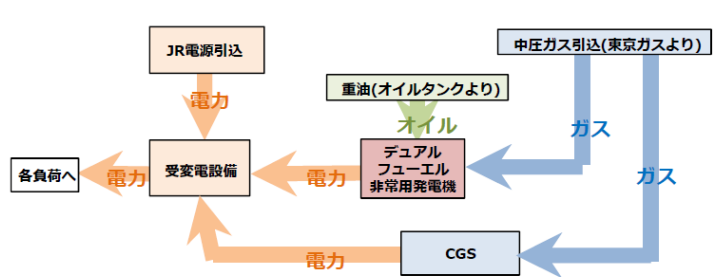 JR電源引込
中圧ガス引込(東京ガスより)
重油(オイルタンクより)
電力
オイル
ガス
デュアル
フューエル
非常用発電機
各負荷へ
電力
受変電設備
電力
ガス
CGS
電力